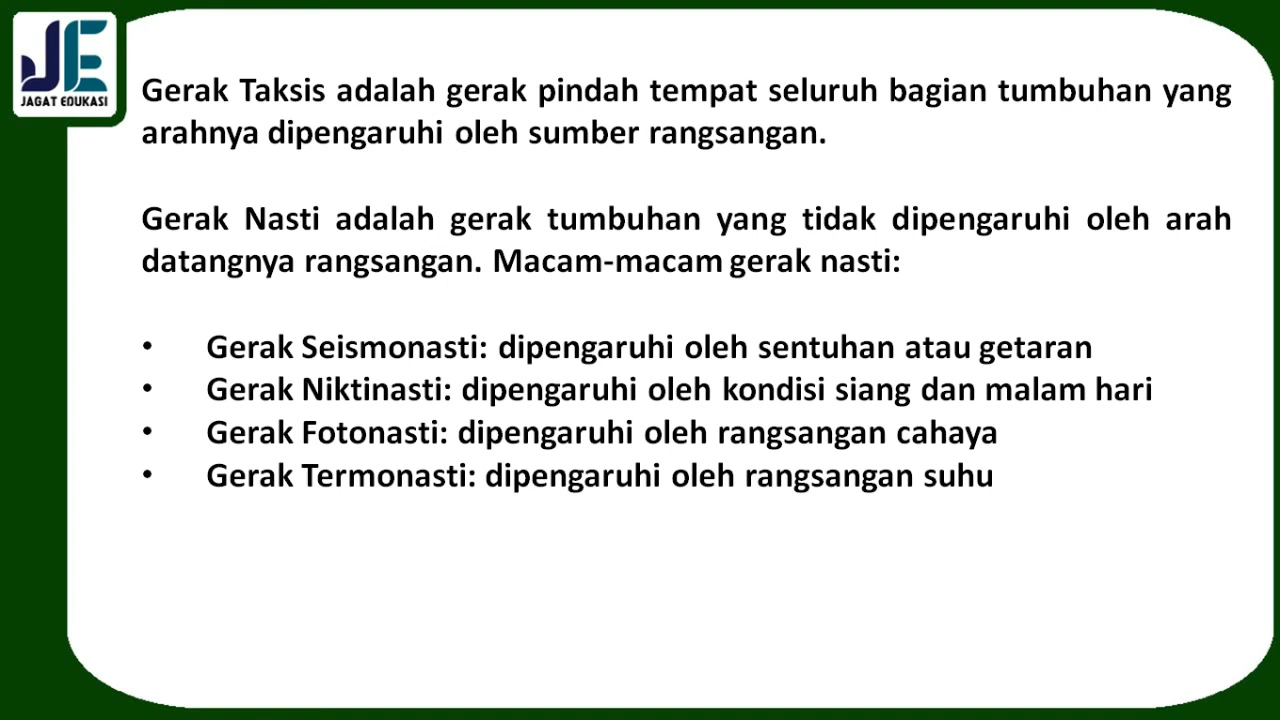 JE
JAGAT EDUKASI
Gerak Taksis adalah gerak pindah tempat seluruh bagian tumbuhan yang
arahnya dipengaruhi oleh sumber rangsangan.
Gerak Nasti adalah gerak tumbuhan yang tidak dipengaruhi oleh arah
datangnya rangsangan. Macam-macam gerak nasti:
• Gerak Seismonasti: dipengaruhi oleh sentuhan atau getaran
• Gerak Niktinasti: dipengaruhi oleh kondisi siang dan malam hari
• Gerak Fotonasti: dipengaruhi oleh rangsangan cahaya
• Gerak Termonasti: dipengaruhi oleh rangsangan suhu